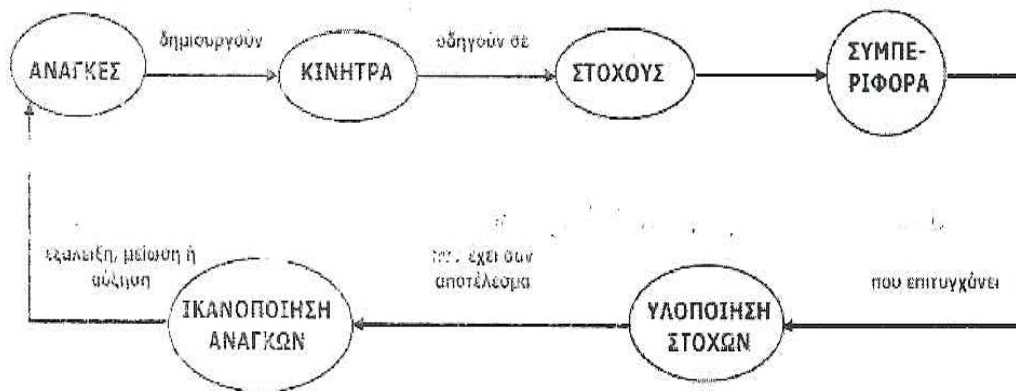 δημιουργούν
οδηγούν σε
ΑΝΑΓΚΕΣ
ΚΙΝΗΤΡΑ
ΣΤΟΧΟΥΣ
ΣΥΜΠΕ-
ΡΙΦΟΡΑ
εξάλειξη, μείωση ή
αύξηση
έχει σαν
αποτέλεσμα
που επιτυγχάνει
ΙΚΑΝΟΠΟΙΗΣΗ
ΑΝΑΓΚΩΝ
ΥΛΟΠΟΙΗΣΗ
ΣΤΟΧΩΝ